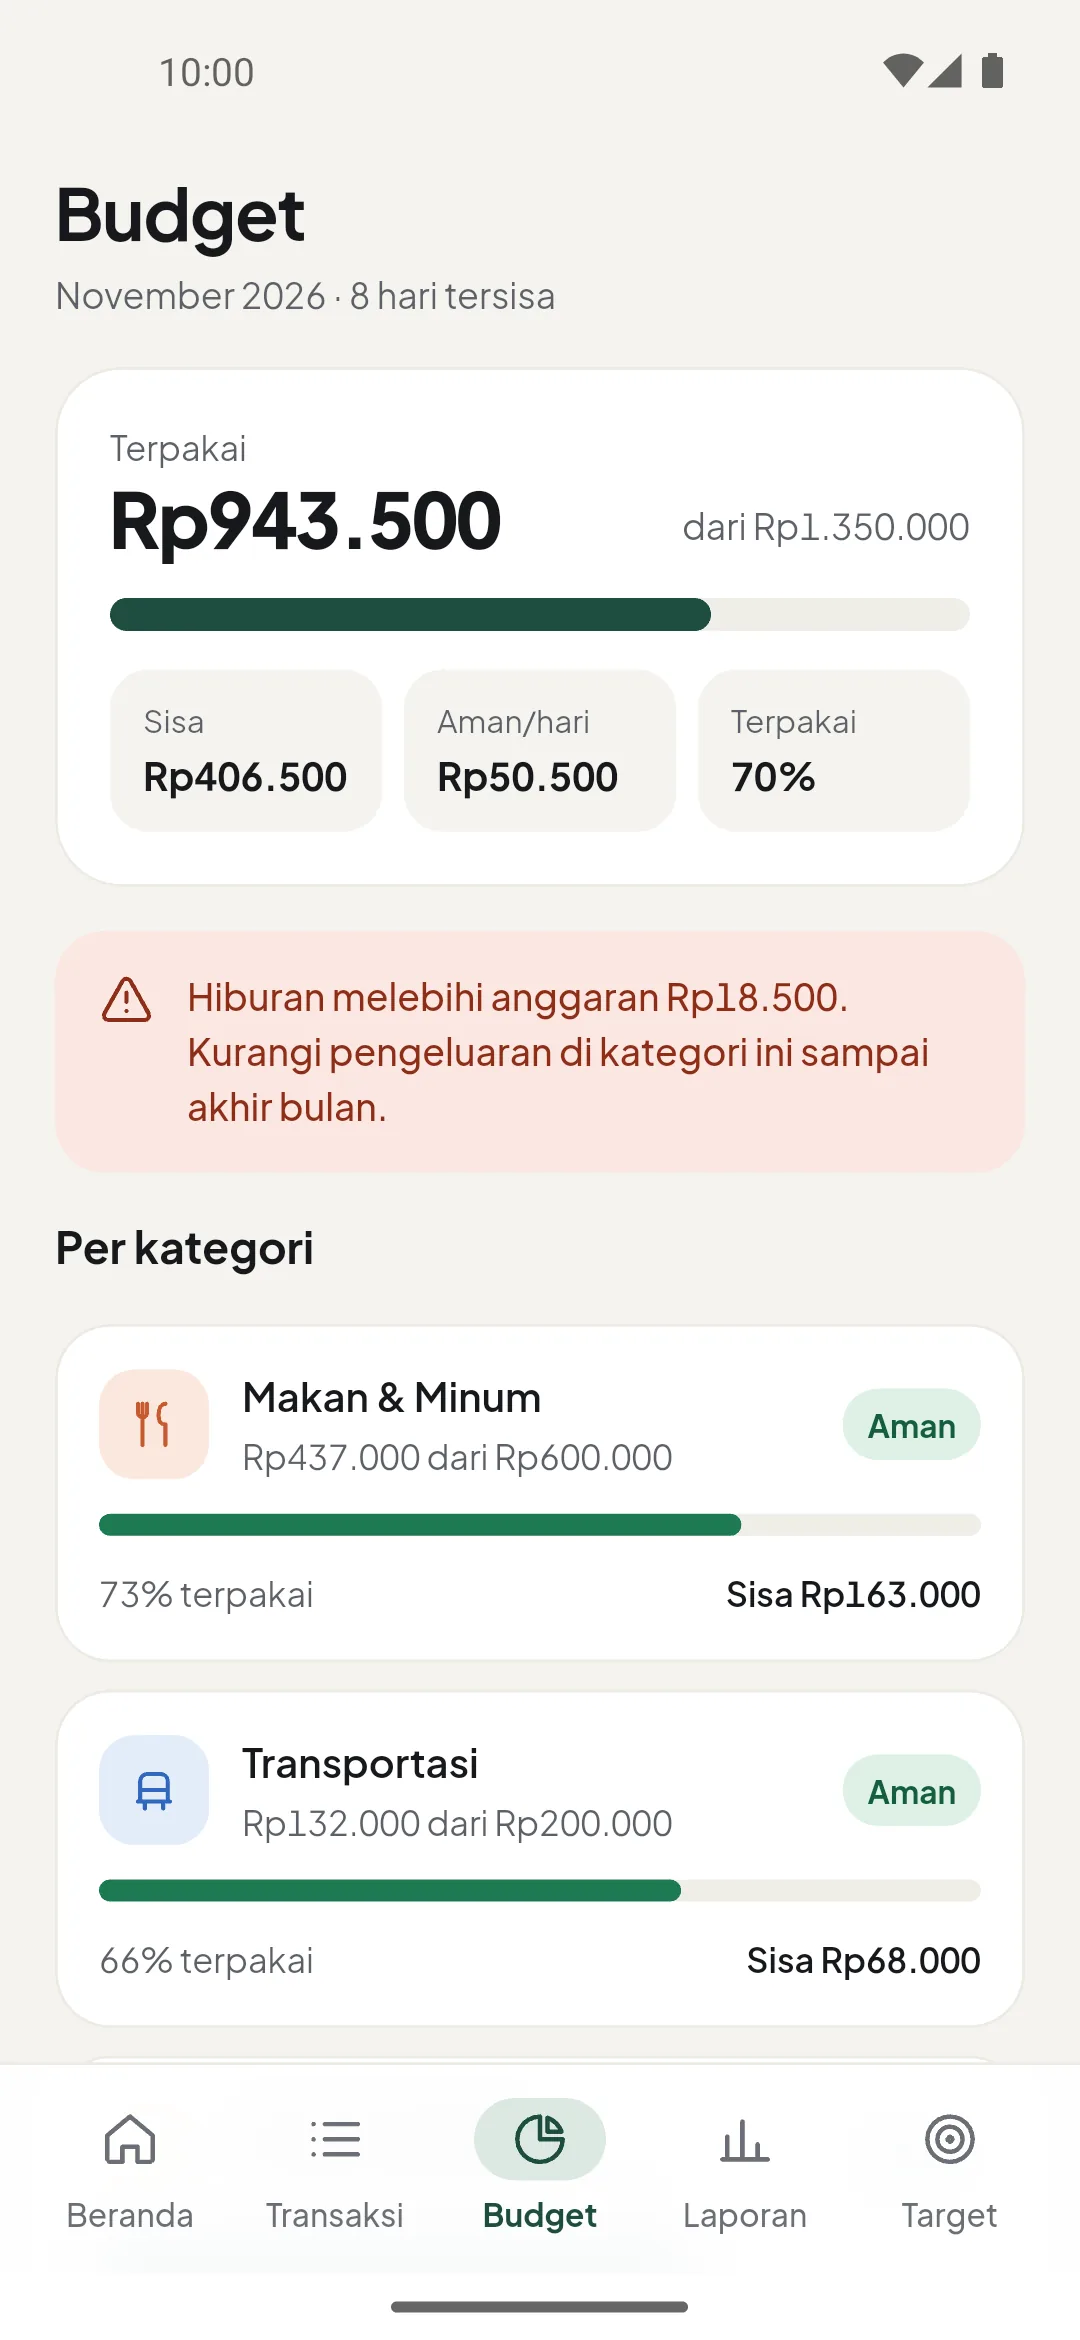 10:00
Budget
November 2026 · 8 hari tersisa
Terpakai
Rp943.500
dari Rp1.350.000
Sisa
Rp406.500
Aman/hari
Rp50.500
Terpakai
70%
Hiburan melebihi anggaran Rp18.500.
Kurangi pengeluaran di kategori ini sampai
akhir bulan.
Per kategori
Makan & Minum
Rp437.000 dari Rp600.000
Aman
73% terpakai
Sisa Rp163.000
Transportasi
Rp132.000 dari Rp200.000
Aman
66% terpakai
Sisa Rp68.000
Beranda
Transaksi
Budget
Laporan
Target